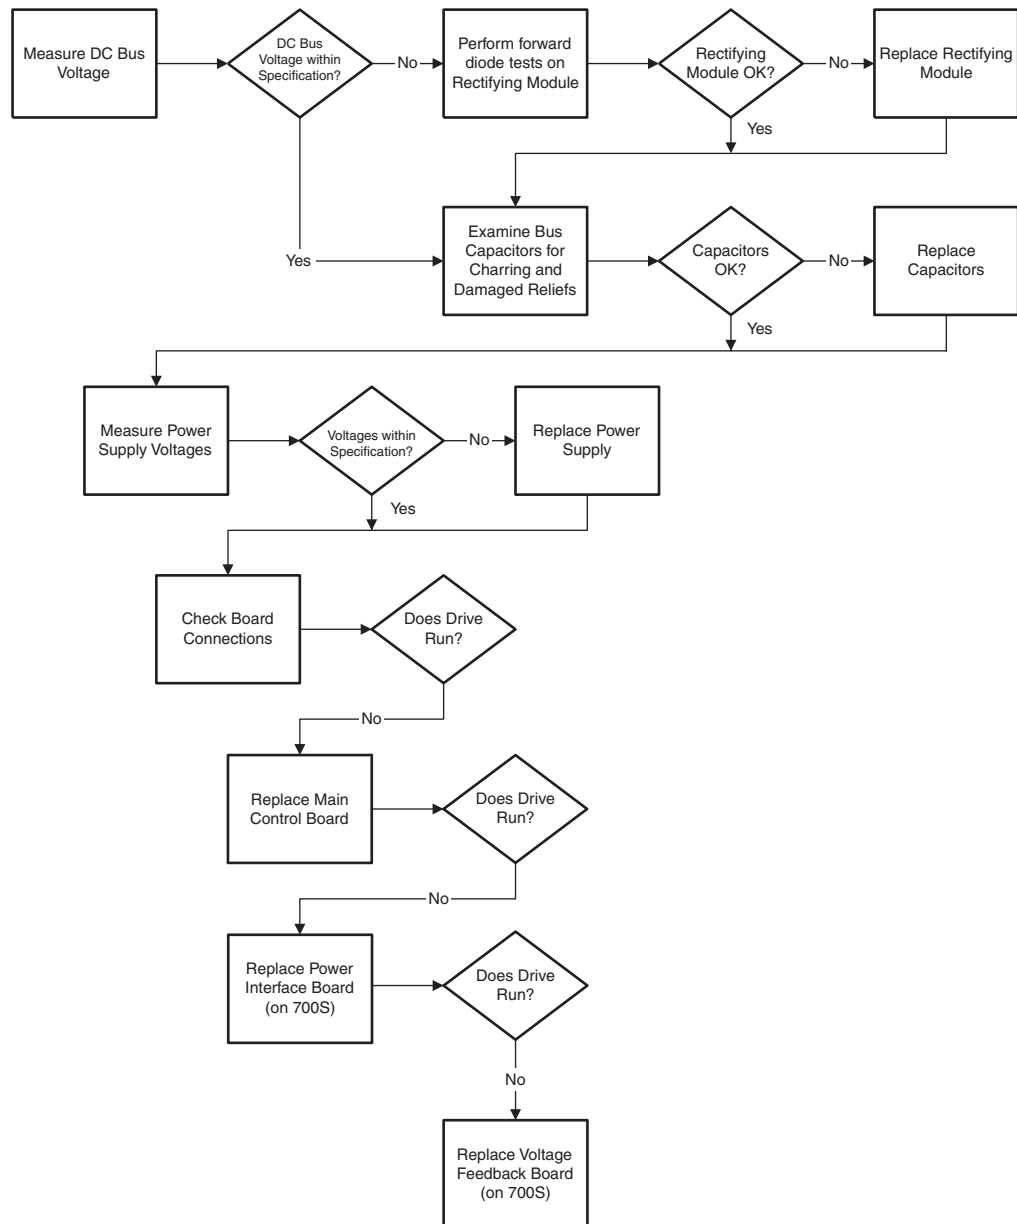 Measure DC Bus
Voltage
DC Bus
Voltage within
Specification?
No
Perform forward
diode tests on
Rectifying Module
Rectifying
Module OK?
No
Replace Rectifying
Module
Yes
Yes
Examine Bus
Capacitors for
Charring and
Damaged Reliefs
Capacitors
OK?
No
Replace
Capacitors
Yes
Measure Power
Supply Voltages
Voltages within
Specification?
No
Replace Power
Supply
Yes
Check Board
Connections
Does Drive
Run?
No
Replace Main
Control Board
Does Drive
Run?
No
Replace Power
Interface Board
(on 700S)
Does Drive
Run?
No
Replace Voltage
Feedback Board
(on 700S)